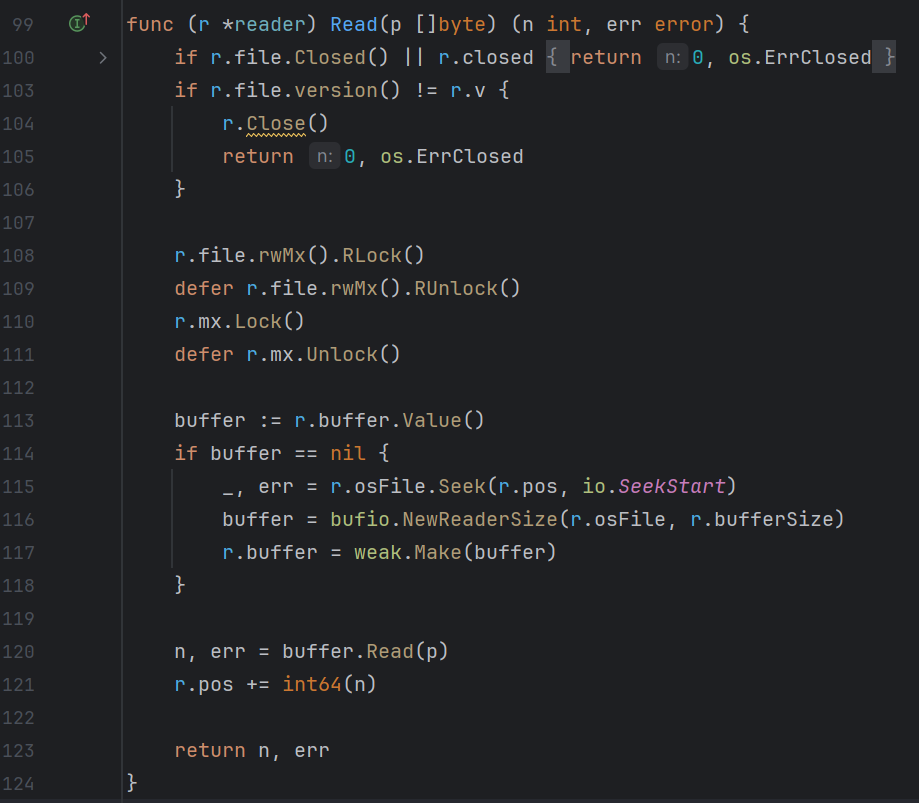 99 func (r *reader) Read(p []byte) (n int, err error) {
100 if r.file.Closed() || r.closed { return n: 0, os.ErrClosed }
103 if r.file.version() != r.v {
104 r.Close()
105 return n: 0, os.ErrClosed
106 }
107
108 r.file.rwMx().RLock()
109 defer r.file.rwMx().RUnlock()
110 r.mx.Lock()
111 defer r.mx.Unlock()
112
113 buffer := r.buffer.Value()
114 if buffer == nil {
115 _, err = r.osFile.Seek(r.pos, io.SeekStart)
116 buffer = bufio.NewReaderSize(r.osFile, r.bufferSize)
117 r.buffer = weak.Make(buffer)
118 }
119
120 n, err = buffer.Read(p)
121 r.pos += int64(n)
122
123 return n, err
124 }